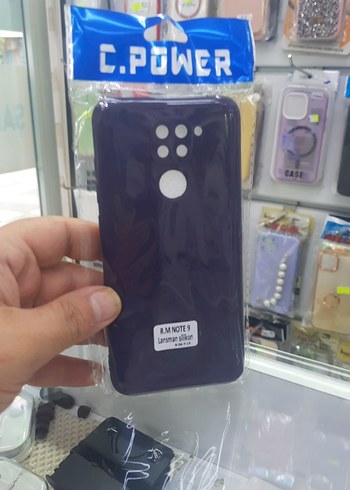 C.POWER
R.M NOTE 9
Lansman silikon
CASE